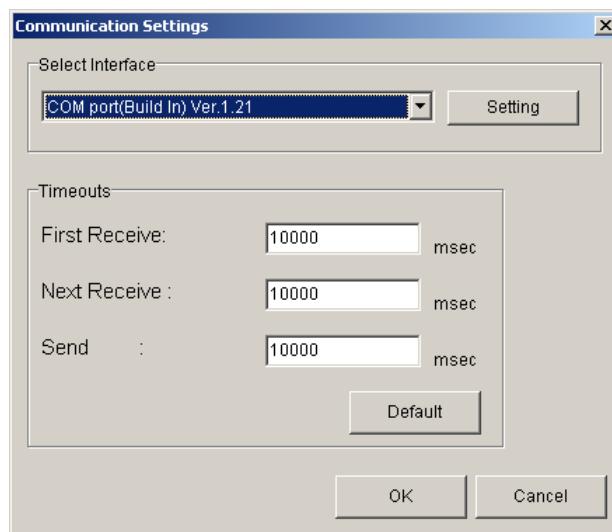 Communication Settings
Select Interface
COM port(Build In) Ver.1.21
Setting
Timeouts
First Receive: 10000 msec
Next Receive : 10000 msec
Send : 10000 msec
Default
OK Cancel